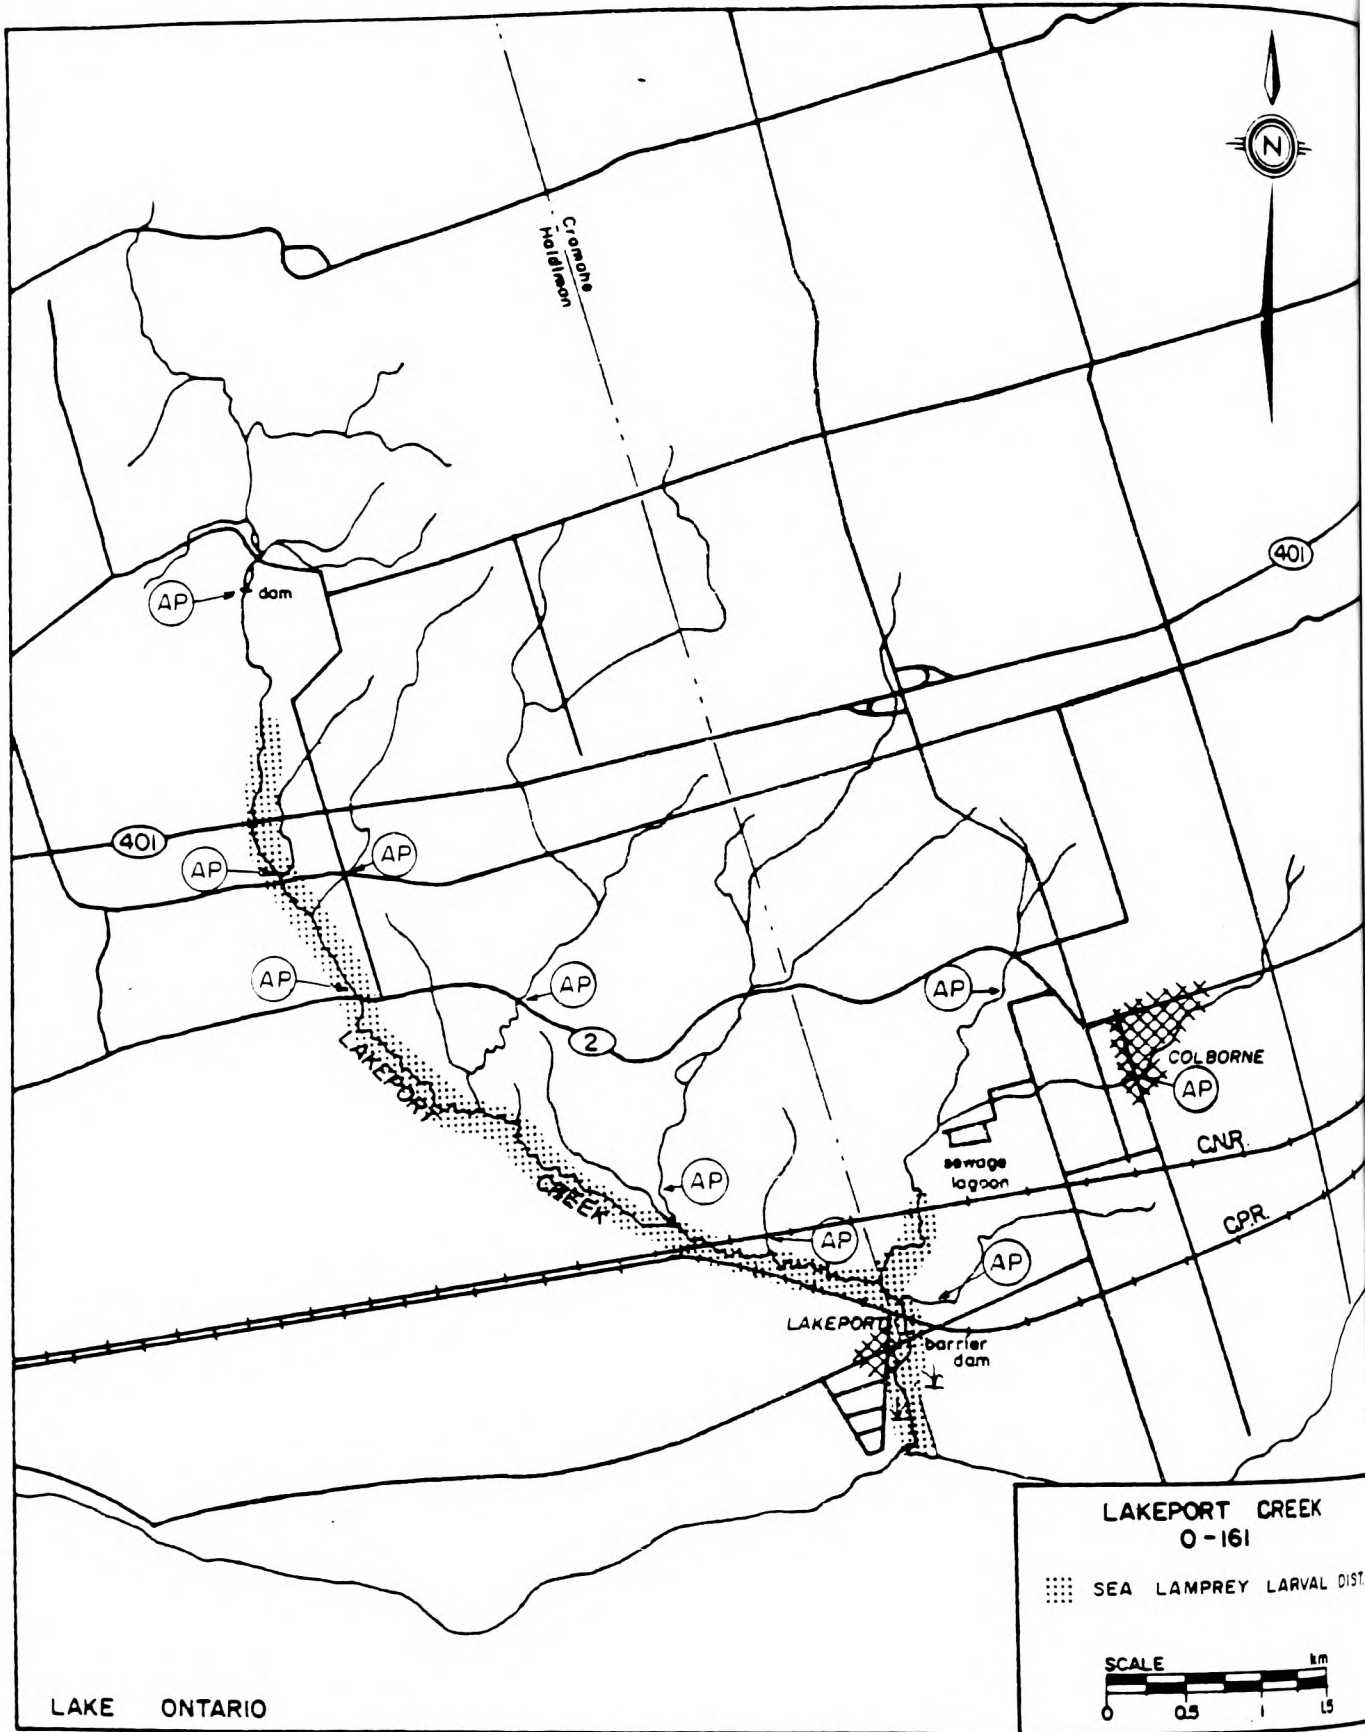 N
Cramahe
Haldiman
401
AP
dam
401
AP
AP
AP
AP
AP
2
LAKEPORT
CREEK
COLBORNE
AP
C.N.R.
sewage
lagoon
AP
C.P.R.
AP
AP
LAKEPORT
barrier
dam
LAKEPORT CREEK
O-161
SEA LAMPREY LARVAL DIST.
SCALE km
0 0.5 1 1.5
LAKE ONTARIO